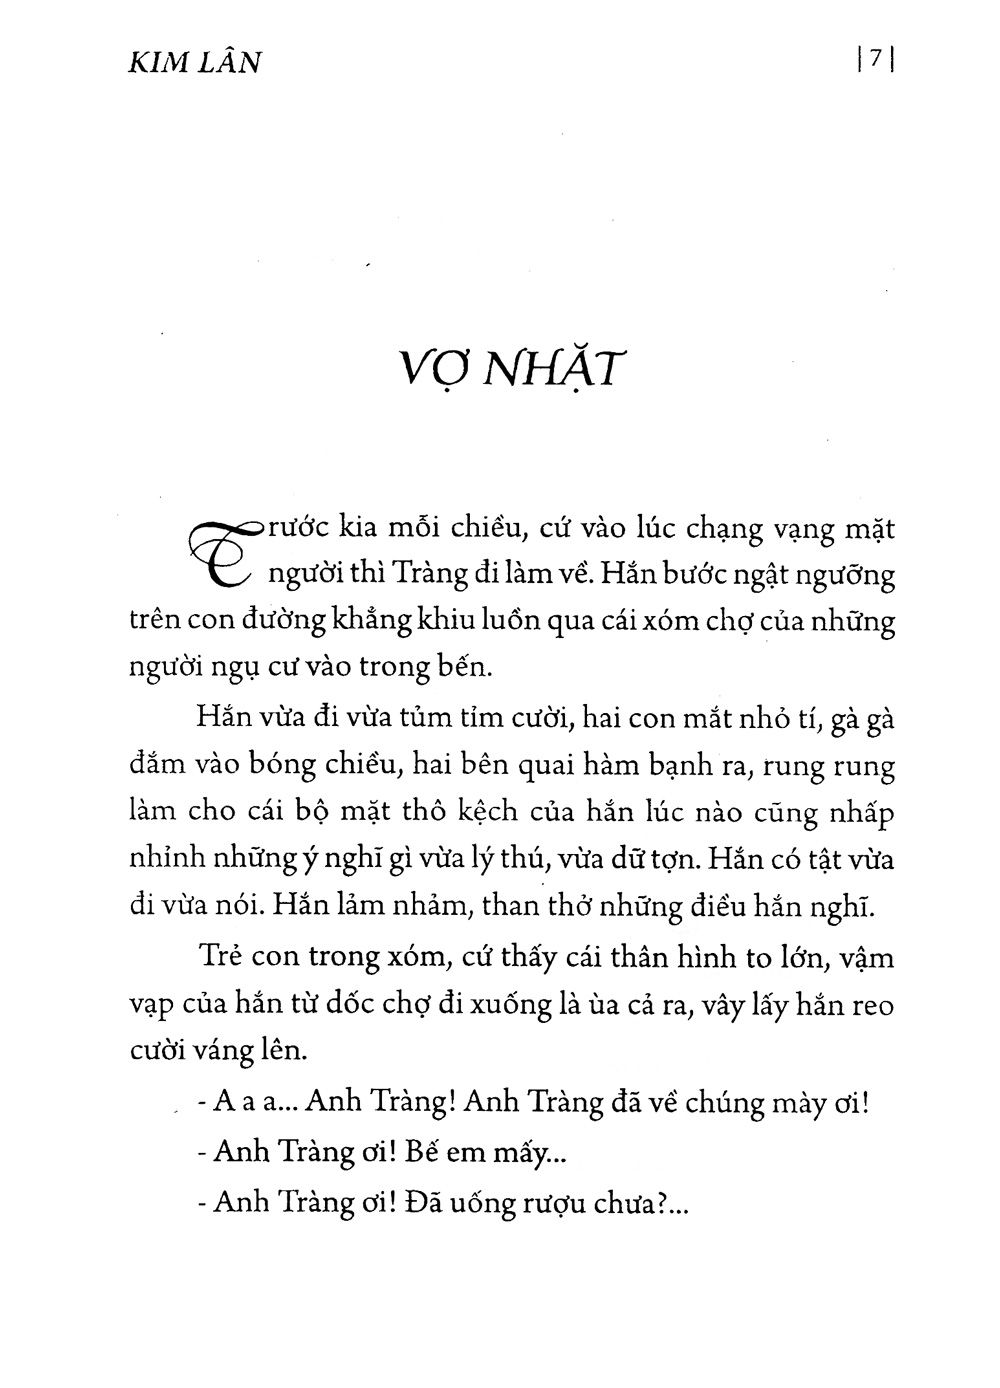 KIM LÂN
|7|
VỢ NHẶT
Trước kia mỗi chiều, cứ vào lúc chạng vạng mặt
người thì Tràng đi làm về. Hắn bước ngật ngưỡng
trên con đường khẳng khiu luồn qua cái xóm chợ của những
người ngụ cư vào trong bến.
Hắn vừa đi vừa tủm tỉm cười, hai con mắt nhỏ tí, gà gà
đắm vào bóng chiều, hai bên quai hàm bạnh ra, rung rung
làm cho cái bộ mặt thô kệch của hắn lúc nào cũng nhấp
nhỉnh những ý nghĩ gì vừa lý thú, vừa dữ tợn. Hắn có tật vừa
đi vừa nói. Hắn lảm nhảm, than thở những điều hắn nghĩ.
Trẻ con trong xóm, cứ thấy cái thân hình to lớn, vậm
vạp của hắn từ dốc chợ đi xuống là ùa cả ra, vây lấy hắn reo
cười váng lên.
- A a a... Anh Tràng! Anh Tràng đã về chúng mày ơi!
- Anh Tràng ơi! Bế em mấy...
- Anh Tràng ơi! Đã uống rượu chưa?...